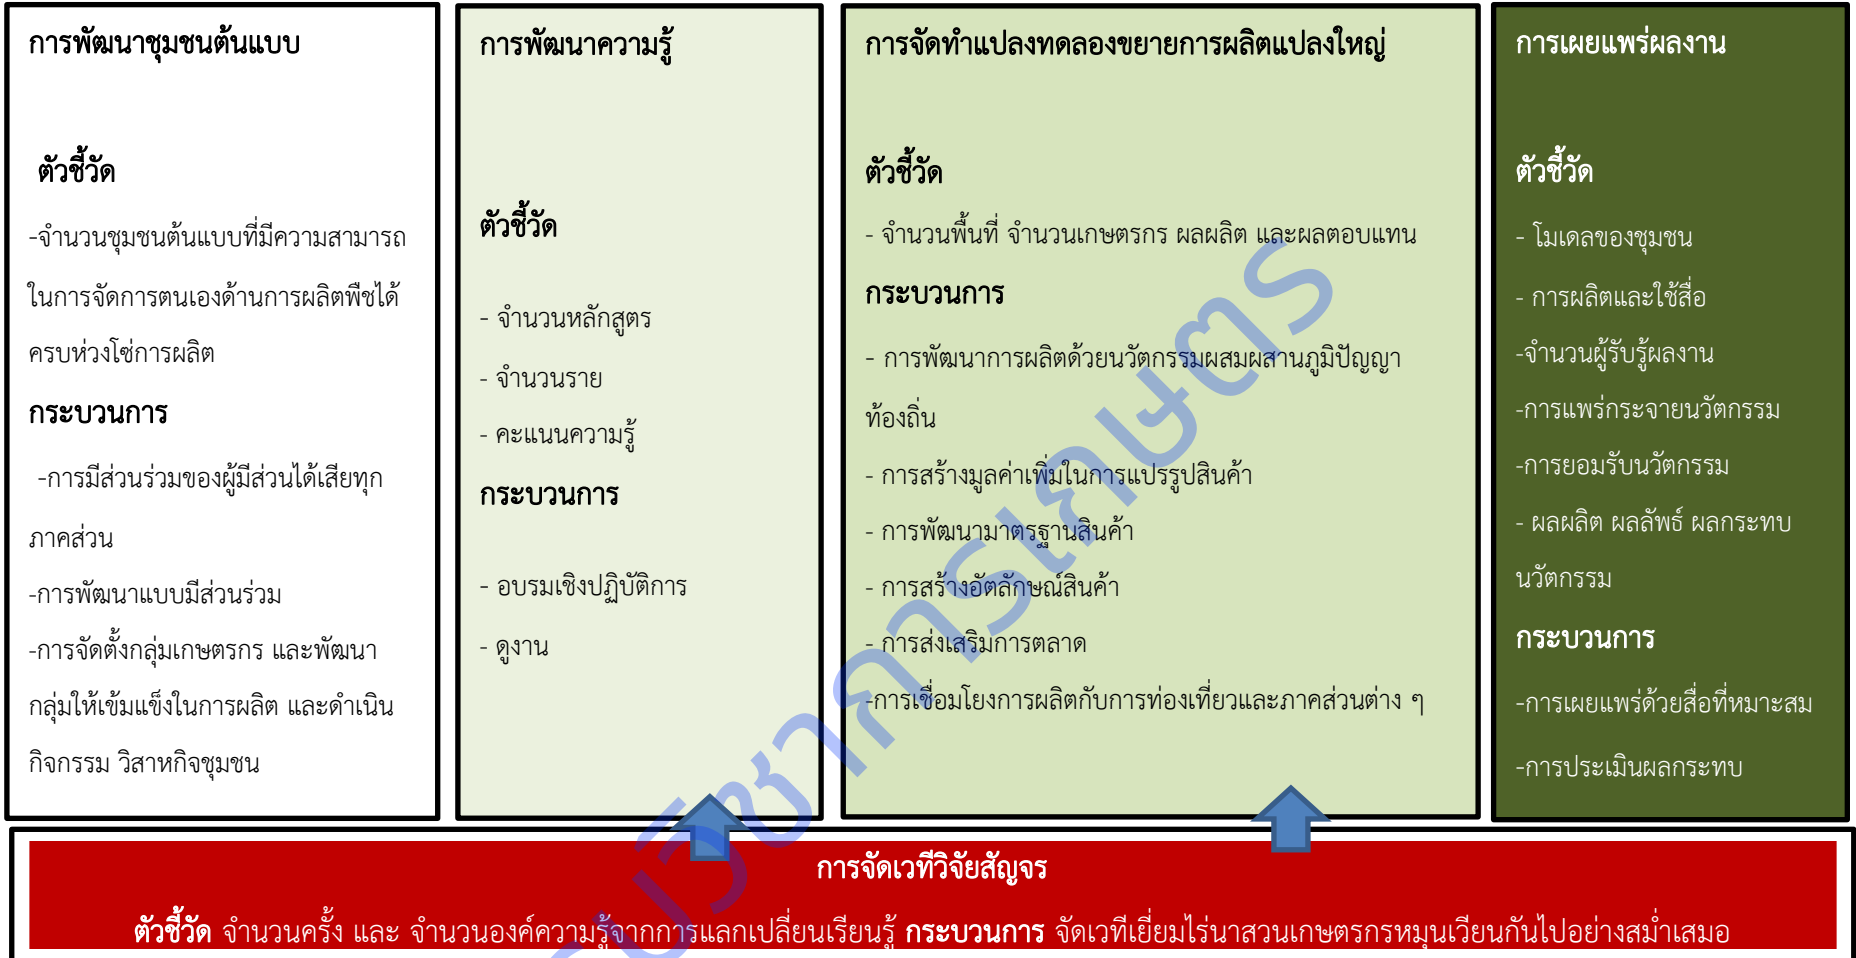 การพัฒนาชุมชนต้นแบบ
ตัวชี้วัด
-จำนวนชุมชนต้นแบบที่มีความสามารถ
ในการจัดการตนเองด้านการผลิตพืชได้
ครบห่วงโซ่การผลิต
กระบวนการ
-การมีส่วนร่วมของผู้มีส่วนได้เสียทุก
ภาคส่วน
-การพัฒนาแบบมีส่วนร่วม
-การจัดตั้งกลุ่มเกษตรกร และพัฒนา
กลุ่มให้เข้มแข็งในการผลิต และดำเนิน
กิจกรรม วิสาหกิจชุมชน
การพัฒนาความรู้
ตัวชี้วัด
- จำนวนหลักสูตร
- จำนวนราย
- คะแนนความรู้
กระบวนการ
- อบรมเชิงปฏิบัติการ
- ดูงาน
การจัดทำแปลงทดลองขยายการผลิตแปลงใหญ่
ตัวชี้วัด
- จำนวนพื้นที่ จำนวนเกษตรกร ผลผลิต และผลตอบแทน
กระบวนการ
- การพัฒนาการผลิตด้วยนวัตกรรมผสมผสานภูมิปัญญา
ท้องถิ่น
- การสร้างมูลค่าเพิ่มในการแปรรูปสินค้า
- การพัฒนามาตรฐานสินค้า
- การสร้างอัตลักษณ์สินค้า
- การส่งเสริมการตลาด
-การเชื่อมโยงการผลิตกับการท่องเที่ยวและภาคส่วนต่าง ๆ
การเผยแพร่ผลงาน
ตัวชี้วัด
- โมเดลของชุมชน
- การผลิตและใช้สื่อ
-จำนวนผู้รับรู้ผลงาน
-การแพร่กระจายนวัตกรรม
-การยอมรับนวัตกรรม
- ผลผลิต ผลลัพธ์ ผลกระทบ
นวัตกรรม
กระบวนการ
-การเผยแพร่ด้วยสื่อที่หมาะสม
-การประเมินผลกระทบ
การจัดเวทีวิจัยสัญจร
ตัวชี้วัด จำนวนครั้ง และ จำนวนองค์ความรู้จากการแลกเปลี่ยนเรียนรู้ กระบวนการ จัดเวทีเยี่ยมไร่นาสวนเกษตรกรหมุนเวียนกันไปอย่างสม่ำเสมอ